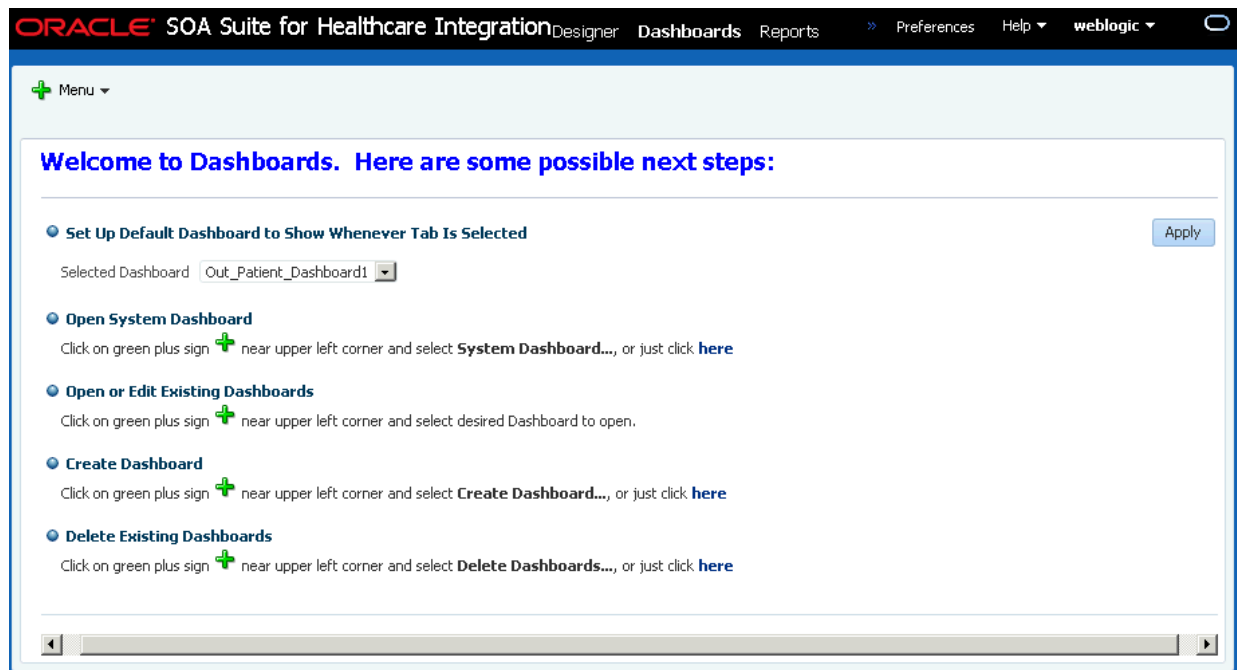 ORACLE SOA Suite for Healthcare Integration Designer Dashboards Reports » Preferences Help weblogic
Menu
Welcome to Dashboards. Here are some possible next steps:
Set Up Default Dashboard to Show Whenever Tab Is Selected Apply
Selected Dashboard Out_Patient_Dashboard1
Open System Dashboard
Click on green plus sign near upper left corner and select System Dashboard..., or just click here
Open or Edit Existing Dashboards
Click on green plus sign near upper left corner and select desired Dashboard to open.
Create Dashboard
Click on green plus sign near upper left corner and select Create Dashboard..., or just click here
Delete Existing Dashboards
Click on green plus sign near upper left corner and select Delete Dashboards..., or just click here